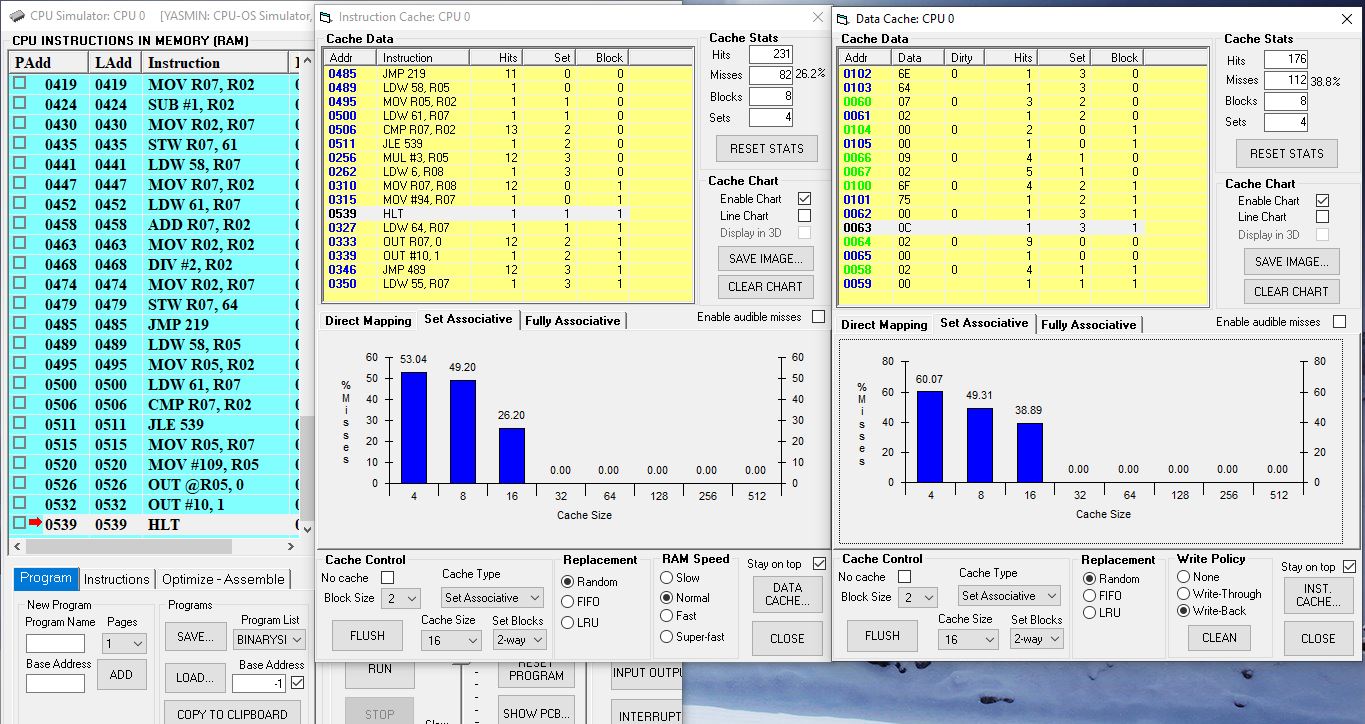 CPU Simulator: CPU 0 [YASMIN: CPU-OS Simulator,
CPU INSTRUCTIONS IN MEMORY (RAM)
PAdd LAdd Instruction
0419 0419 MOV R07, R02
0424 0424 SUB #1, R02
0430 0430 MOV R02, R07
0435 0435 STW R07, 61
0441 0441 LDW 58, R07
0447 0447 MOV R07, R02
0452 0452 LDW 61, R07
0458 0458 ADD R07, R02
0463 0463 MOV R02, R02
0468 0468 DIV #2, R02
0474 0474 MOV R02, R07
0479 0479 STW R07, 64
0485 0485 JMP 219
0489 0489 LDW 58, R05
0495 0495 MOV R05, R02
0500 0500 LDW 61, R07
0506 0506 CMP R07, R02
0511 0511 JLE 539
0515 0515 MOV R05, R07
0520 0520 MOV #109, R05
0526 0526 OUT @R05, 0
0532 0532 OUT #10, 1
0539 0539 HLT
Program Instructions Optimize - Assemble
New Program
Program Name Pages
1
Base Address
ADD
Programs
SAVE...
Program List
BINARYSI
LOAD...
Base Address
-1
COPY TO CLIPBOARD
RUN
STOP
Slow
RESET
PROGRAM
SHOW PCB...
INPUT OUTPU
INTERRUPT
Instruction Cache: CPU 0
Cache Data
Addr Instruction Hits Set Block
0485 JMP 219 11 0 0
0489 LDW 58, R05 1 0 0
0495 MOV R05, R02 1 1 0
0500 LDW 61, R07 1 1 0
0506 CMP R07, R02 13 2 0
0511 JLE 539 1 2 0
0256 MUL #3, R05 12 3 0
0262 LDW 6, R08 1 3 0
0310 MOV R07, R08 12 0 1
0315 MOV #94, R07 1 0 1
0539 HLT 1 1 1
0327 LDW 64, R07 1 1 1
0333 OUT R07, 0 12 2 1
0339 OUT #10, 1 1 2 1
0346 JMP 489 12 3 1
0350 LDW 55, R07 1 3 1
Cache Stats
Hits 231
Misses 82 26.2%
Blocks 8
Sets 4
RESET STATS
Cache Chart
Enable Chart
Line Chart
Display in 3D
SAVE IMAGE...
CLEAR CHART
Direct Mapping Set Associative Fully Associative
Enable audible misses
% Misses
60 60
50 50
40 40
30 30
20 20
10 10
0 0
53.04 49.20 26.20 0.00 0.00 0.00 0.00 0.00
4 8 16 32 64 128 256 512
Cache Size
Cache Control
No cache
Block Size 2
FLUSH
Cache Type
Set Associative
Cache Size Set Blocks
16 2-way
Replacement
Random
FIFO
LRU
RAM Speed
Slow
Normal
Fast
Super-fast
Stay on top
DATA
CACHE...
CLOSE
Data Cache: CPU 0
Cache Data
Addr Data Dirty Hits Set Block
0102 6E 0 1 3 0
0103 64 1 3 0
0060 07 0 3 2 0
0061 02 1 2 0
0104 00 0 2 0 1
0105 00 1 0 1
0066 09 0 4 1 0
0067 02 5 1 0
0100 6F 0 4 2 1
0101 75 1 2 1
0062 00 0 1 3 1
0063 0C 1 3 1
0064 02 0 9 0 0
0065 00 1 0 0
0058 02 0 4 1 1
0059 00 1 1 1
Cache Stats
Hits 176
Misses 112 38.8%
Blocks 8
Sets 4
RESET STATS
Cache Chart
Enable Chart
Line Chart
Display in 3D
SAVE IMAGE...
CLEAR CHART
Direct Mapping Set Associative Fully Associative
Enable audible misses
% Misses
80 80
60 60
40 40
20 20
0 0
60.07 49.31 38.89 0.00 0.00 0.00 0.00 0.00
4 8 16 32 64 128 256 512
Cache Size
Cache Control
No cache
Block Size 2
FLUSH
Cache Type
Set Associative
Cache Size Set Blocks
16 2-way
Replacement
Random
FIFO
LRU
Write Policy
None
Write-Through
Write-Back
CLEAN
Stay on top
INST.
CACHE...
CLOSE